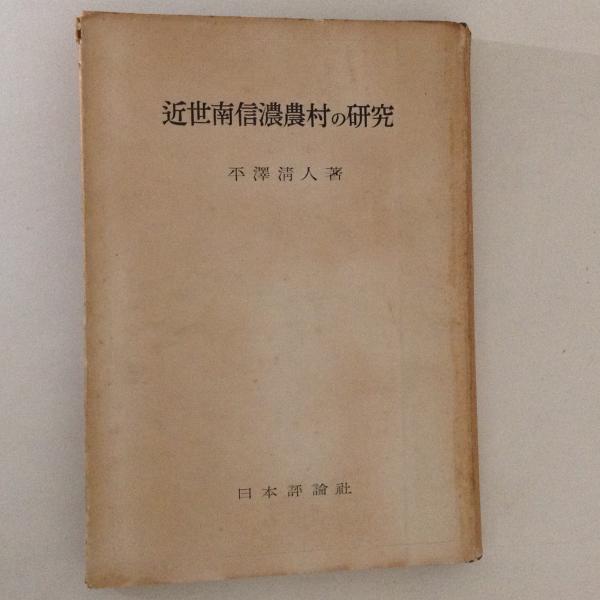 近世南信濃農村の研究
平澤淸人著
日本評論社